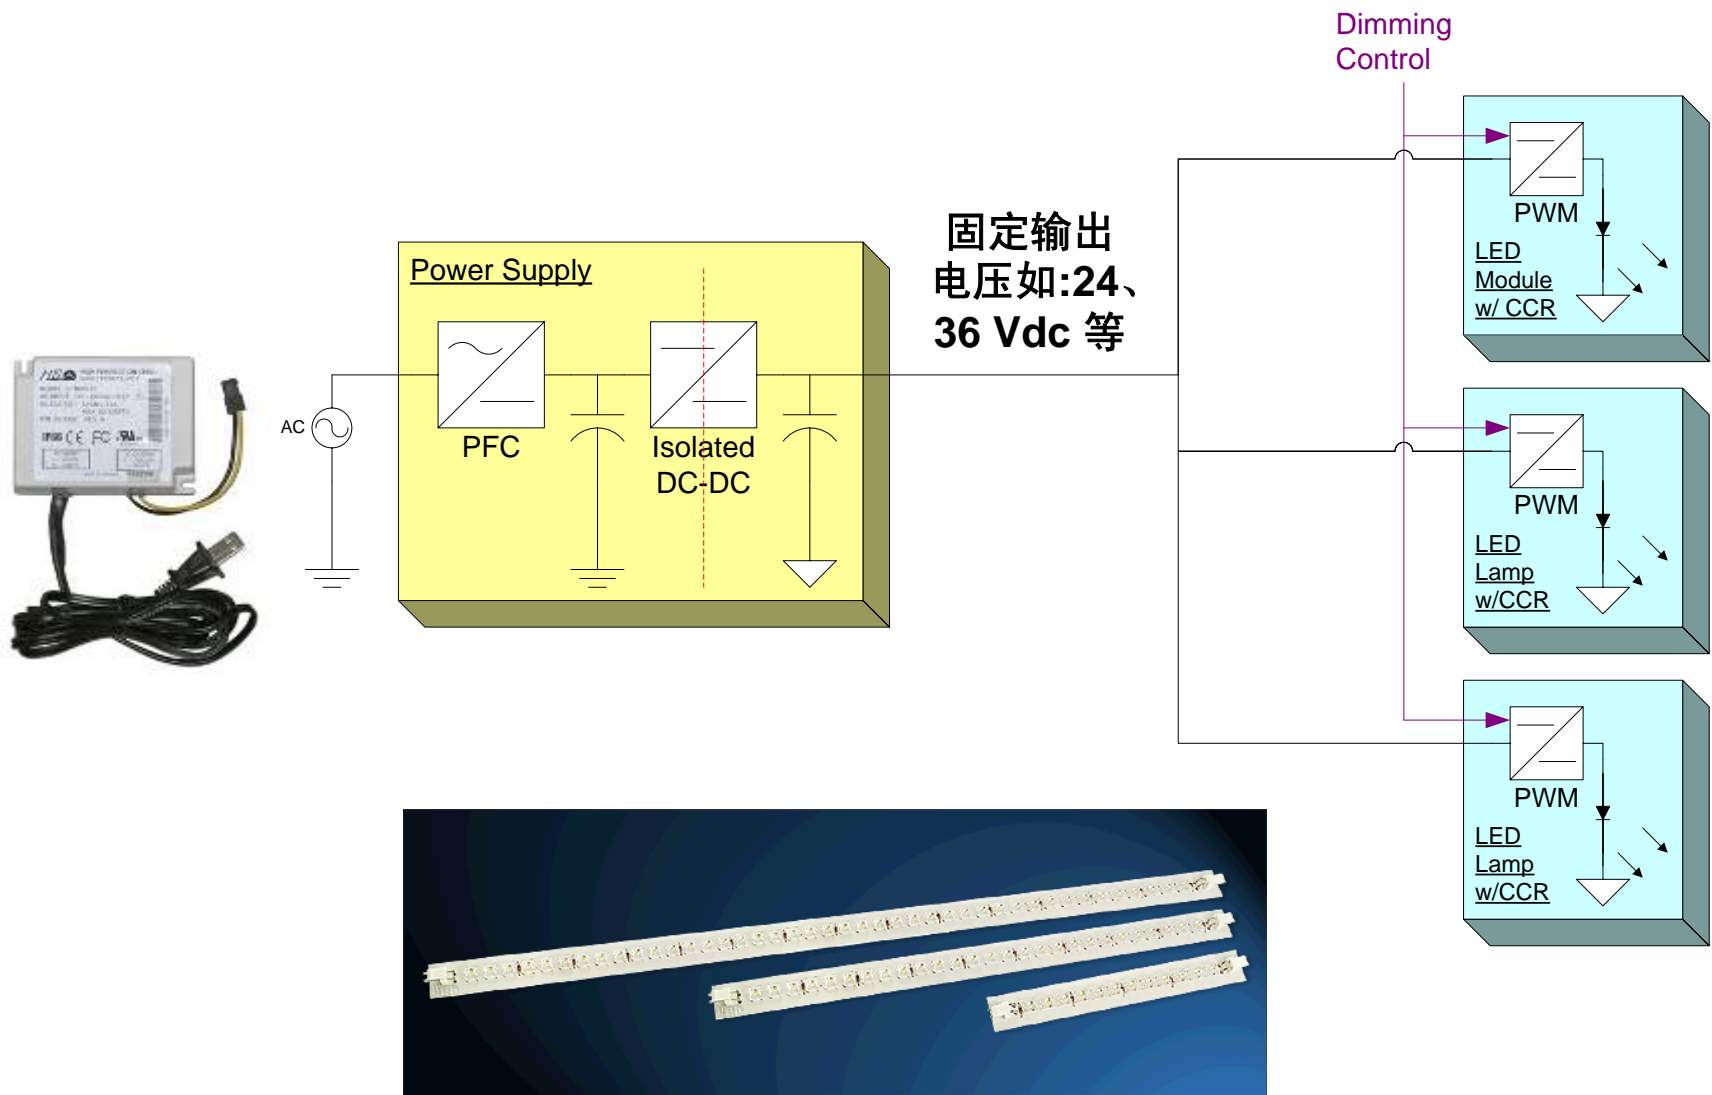 Dimming
Control
PWM
LED
Module
w/ CCR
固定输出
电压如:24、
36 Vdc 等
Power Supply
PFC
Isolated
DC-DC
AC
PWM
LED
Lamp
w/CCR
PWM
LED
Lamp
w/CCR